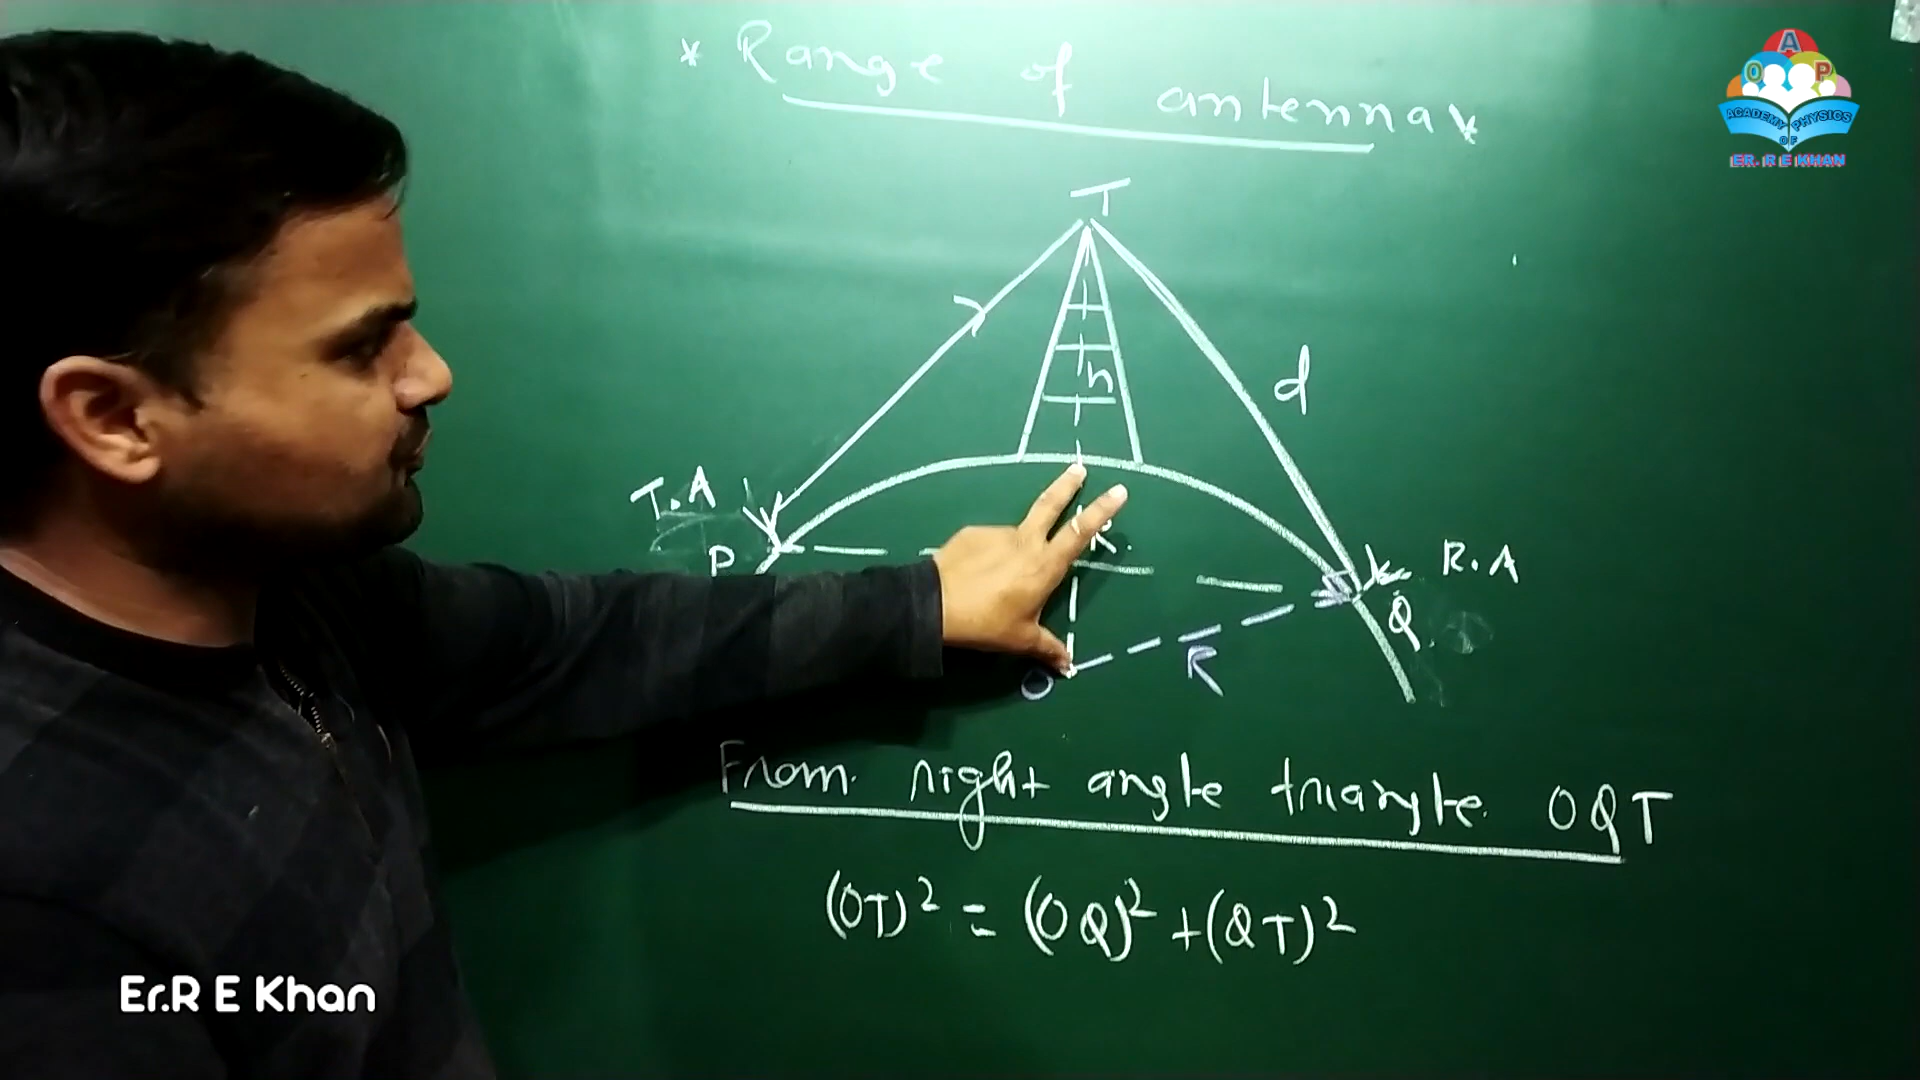 * Range of antenna *
T
h
d
T.A
P
R.
R.A
Q
R
O
From right angle triangle OQT
(OT)² = (OQ)² + (QT)²
A
O P
ACADEMY PHYSICS
OF
ER. R E KHAN
Er.R E Khan